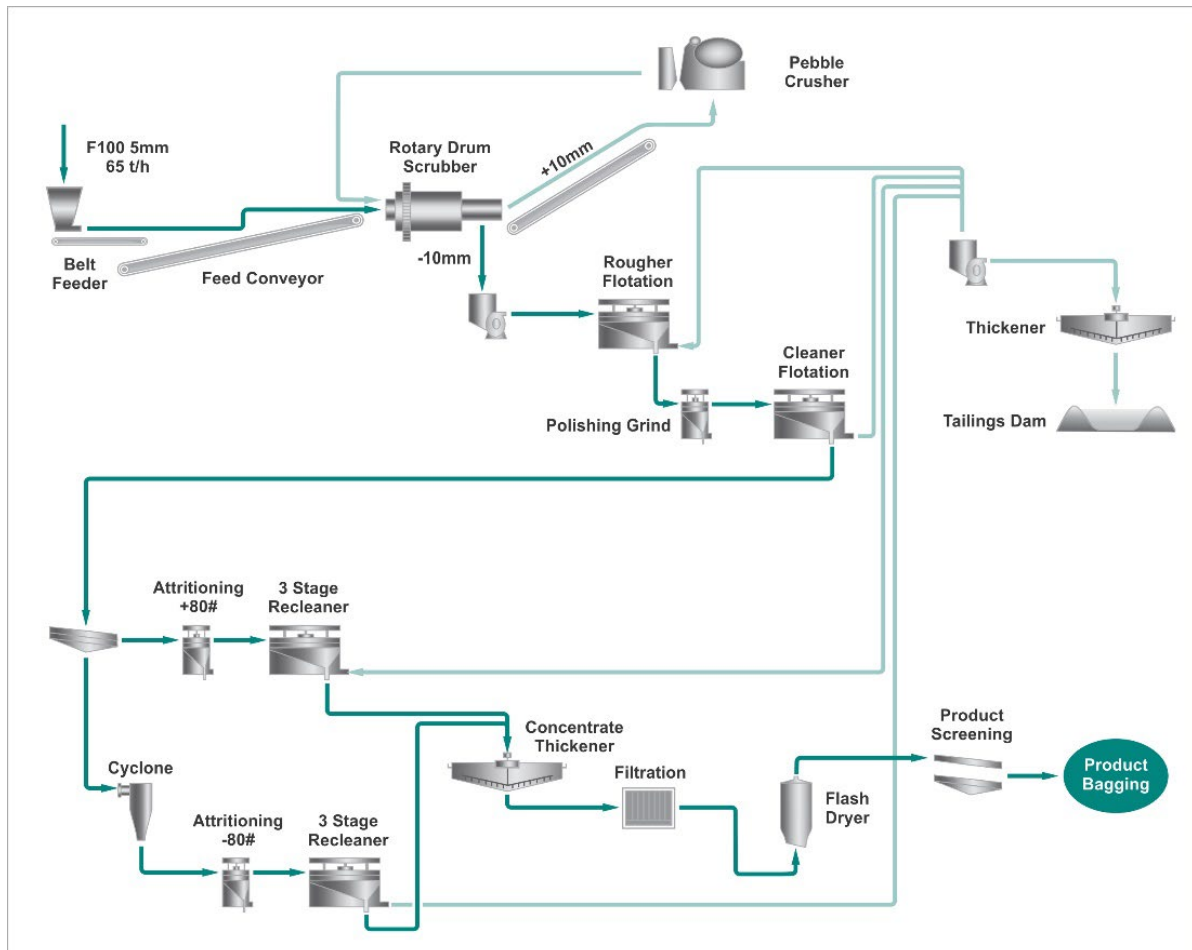 Pebble
Crusher
F100 5mm
65 t/h
Rotary Drum
Scrubber
+10mm
Belt
Feeder
Feed Conveyor
-10mm
Rougher
Flotation
Thickener
Cleaner
Flotation
Polishing Grind
Tailings Dam
Attritioning
+80#
3 Stage
Recleaner
Concentrate
Thickener
Product
Screening
Cyclone
Filtration
Product
Bagging
Flash
Dryer
Attritioning
-80#
3 Stage
Recleaner